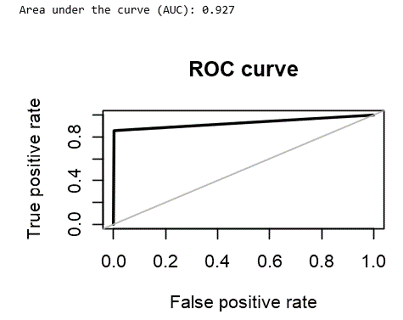 Area under the curve (AUC): 0.927
ROC curve
True positive rate
0.8
0.4
0.0
0.0 0.2 0.4 0.6 0.8 1.0
False positive rate